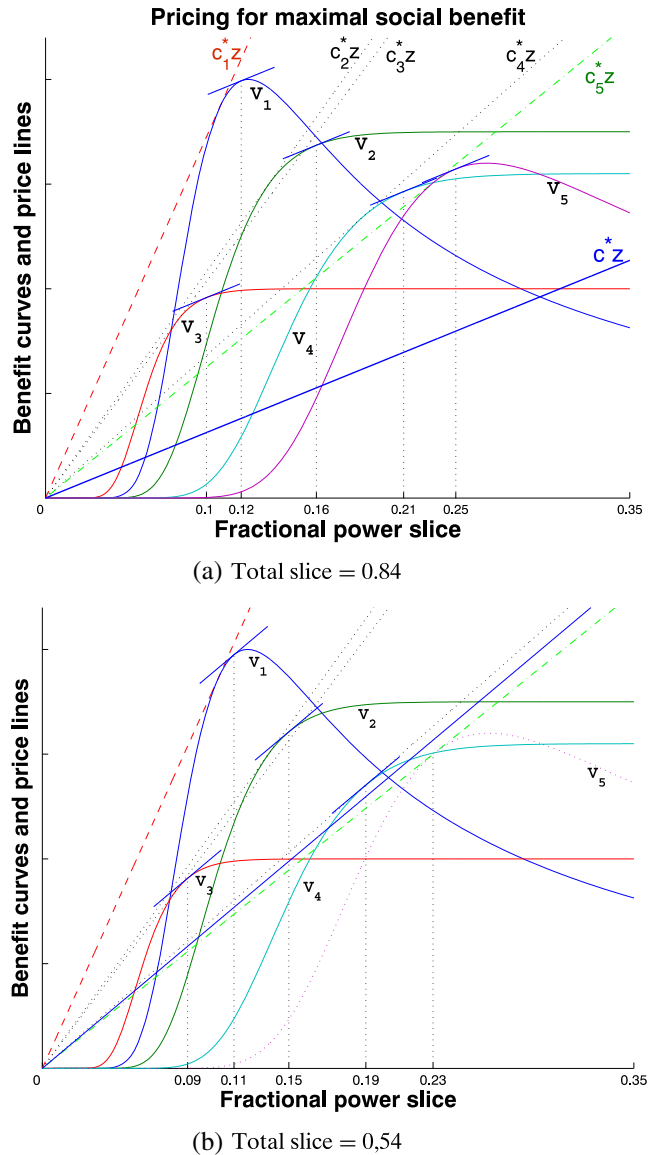 Pricing for maximal social benefit
c*1z
c*2z
c*3z
c*4z
c*5z
v1
v2
v5
c*z
v3
v4
Benefit curves and price lines
0 0.1 0.12 0.16 0.21 0.25 0.35
Fractional power slice
(a) Total slice = 0.84
v1
v2
v5
v3
v4
Benefit curves and price lines
0 0.09 0.11 0.15 0.19 0.23 0.35
Fractional power slice
(b) Total slice = 0,54